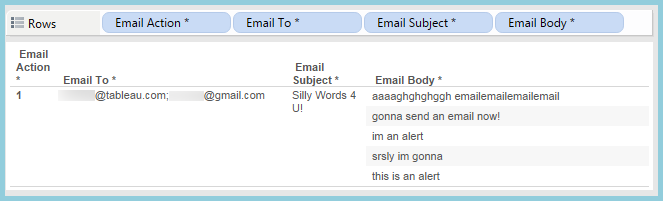 Rows Email Action * Email To * Email Subject * Email Body *
Email
Action
* Email To * Email
Subject * Email Body *
1 @tableau.com; @gmail.com Silly Words 4
U! aaaaghghghggh emailemailemailemail
gonna send an email now!
im an alert
srsly im gonna
this is an alert